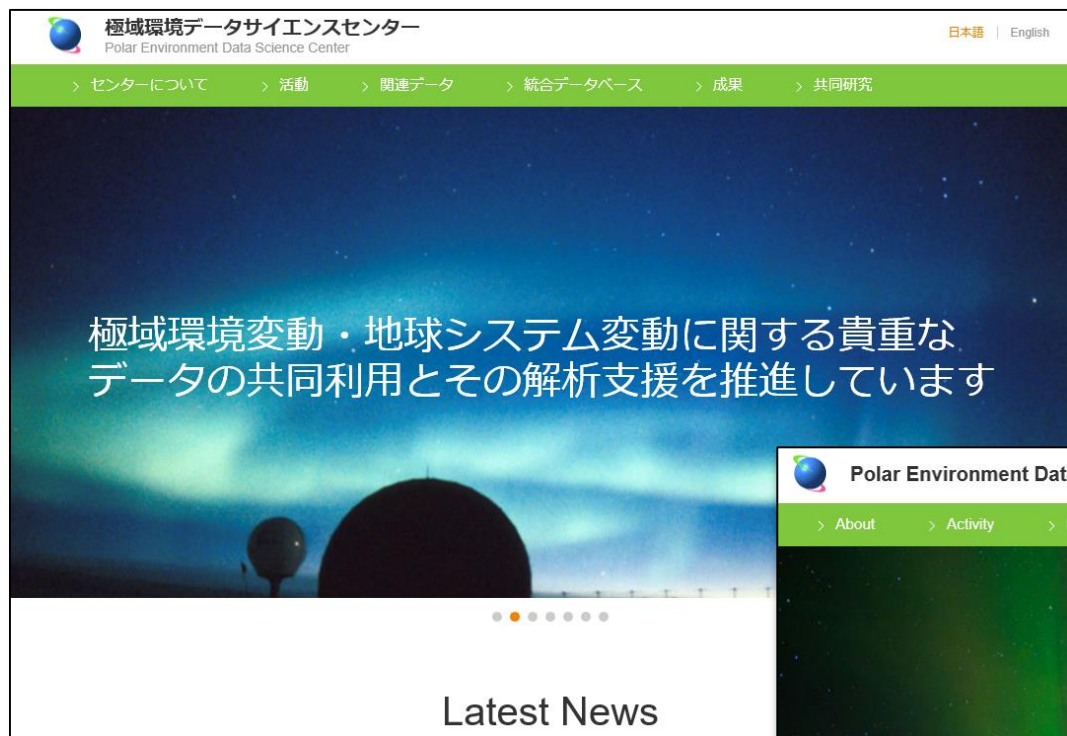 極域環境データサイエンスセンター
Polar Environment Data Science Center
日本語 | English
> センターについて > 活動 > 関連データ > 統合データベース > 成果 > 共同研究
極域環境変動・地球システム変動に関する貴重な
データの共同利用とその解析支援を推進しています
Polar Environment Dat
> About > Activity >
Latest News